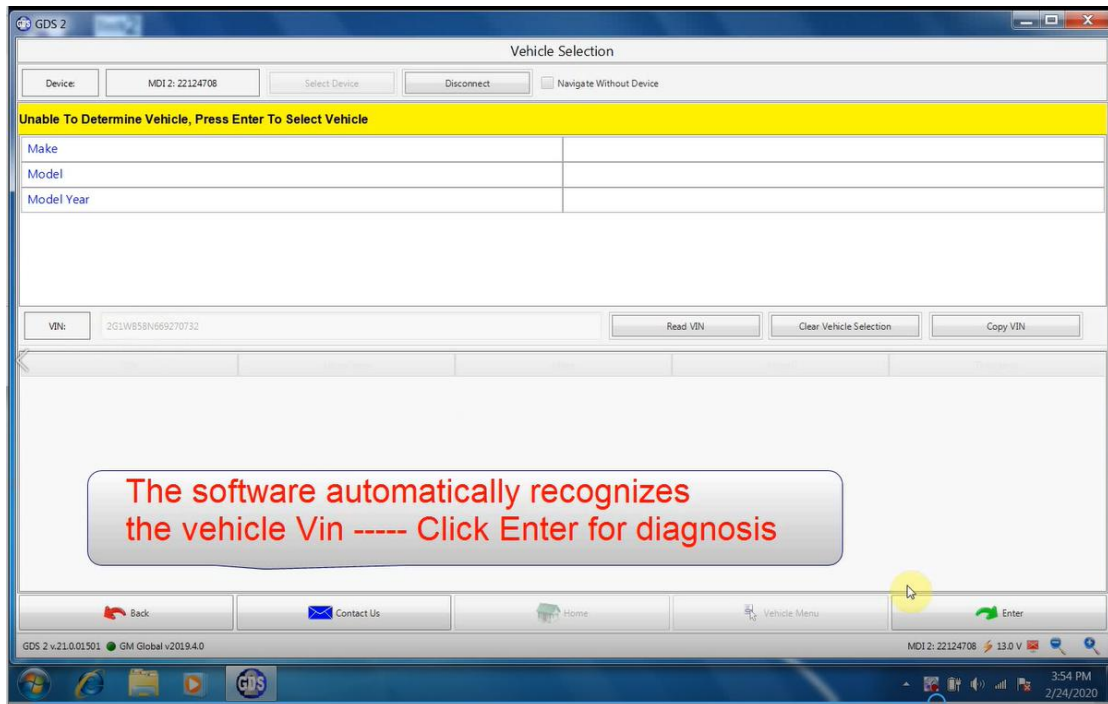 GDS 2
Vehicle Selection
Device: MDI 2: 22124708 Select Device Disconnect Navigate Without Device
Unable To Determine Vehicle, Press Enter To Select Vehicle
Make
Model
Model Year
VIN: 2G1WB58N669270732 Read VIN Clear Vehicle Selection Copy VIN
The software automatically recognizes
the vehicle Vin ----- Click Enter for diagnosis
Back Contact Us Home Vehicle Menu Enter
GDS 2 v.21.0.01501 GM Global v2019.4.0 MDI 2: 22124708 13.0 V
GDS
3:54 PM
2/24/2020